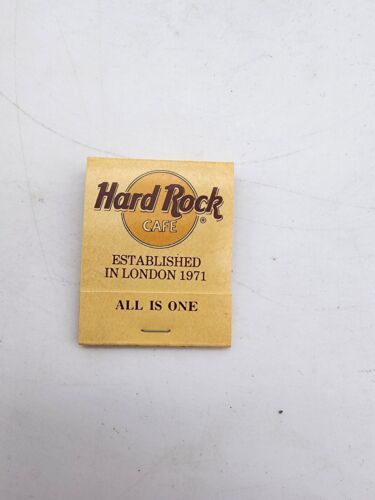 Hard Rock ®
CAFE
ESTABLISHED
IN LONDON 1971
ALL IS ONE